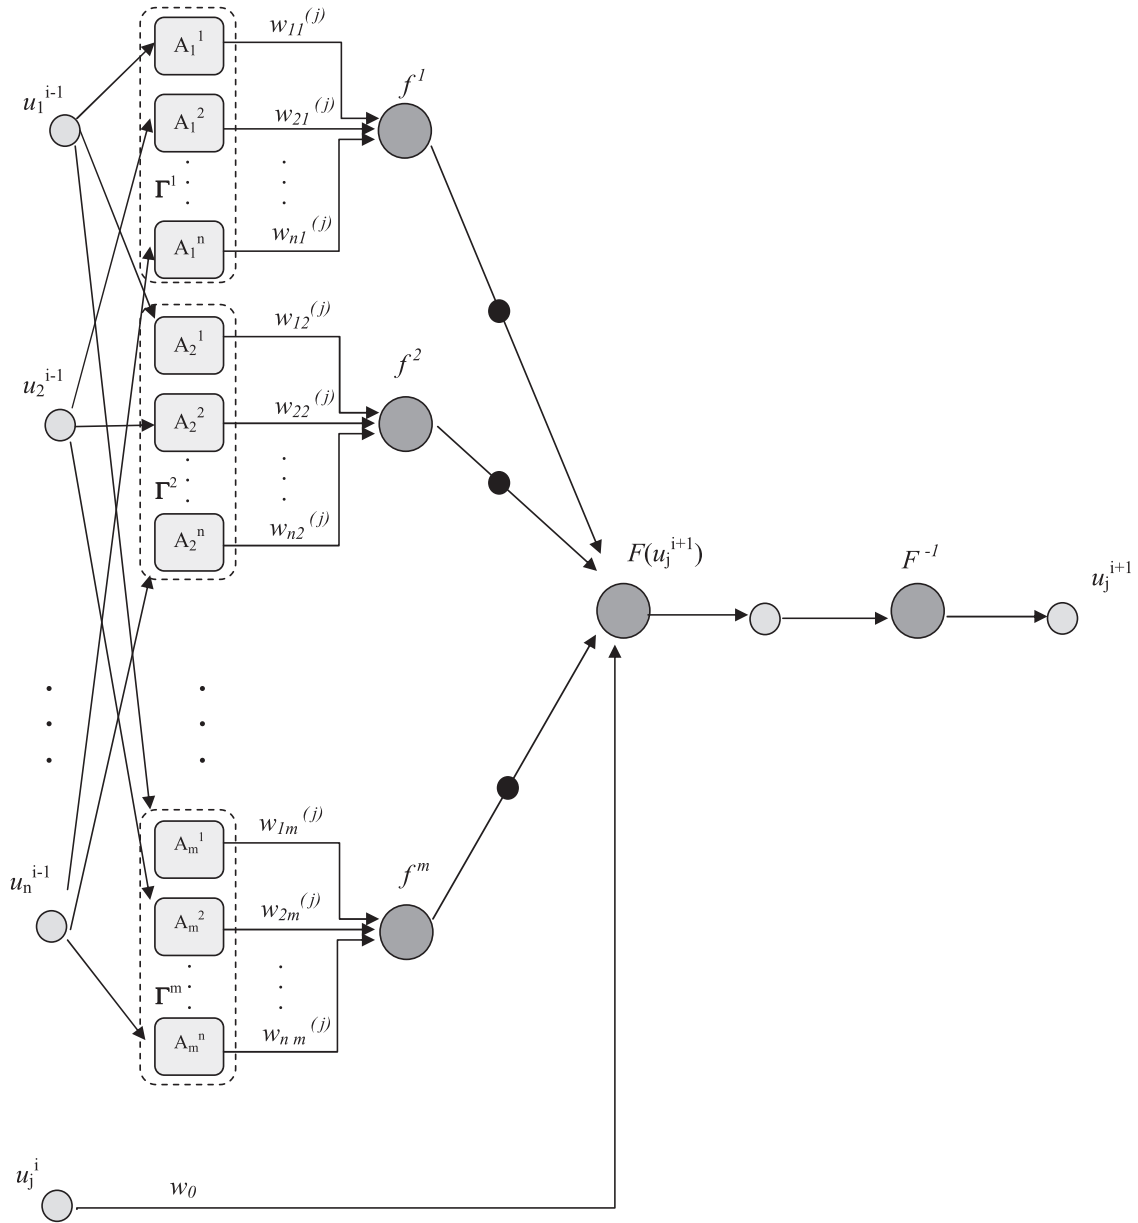 u₁ⁱ⁻¹
A₁¹
w₁₁⁽ʲ⁾
A₁²
w₂₁⁽ʲ⁾
f¹
Γ¹
A₁ⁿ
wₙ₁⁽ʲ⁾
u₂ⁱ⁻¹
A₂¹
w₁₂⁽ʲ⁾
A₂²
w₂₂⁽ʲ⁾
f²
Γ²
A₂ⁿ
wₙ₂⁽ʲ⁾
F(uⱼⁱ⁺¹)
F⁻¹
uⱼⁱ⁺¹
uₙⁱ⁻¹
Aₘ¹
w₁ₘ⁽ʲ⁾
Aₘ²
w₂ₘ⁽ʲ⁾
fᵐ
Γᵐ
Aₘⁿ
wₙ ₘ⁽ʲ⁾
uⱼⁱ
w₀